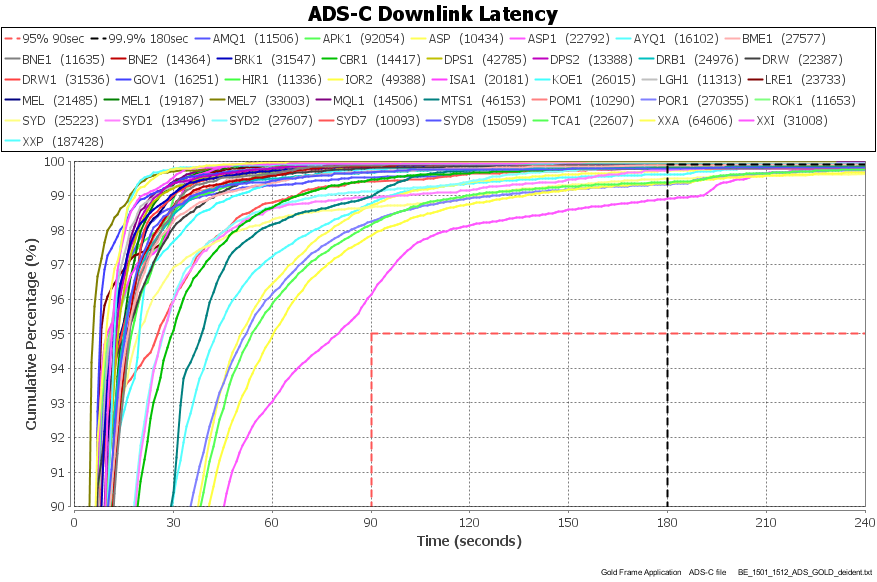 ADS-C Downlink Latency
95% 90sec 99.9% 180sec AMQ1 (11506) APK1 (92054) ASP (10434) ASP1 (22792) AYQ1 (16102) BME1 (27577)
BNE1 (11635) BNE2 (14364) BRK1 (31547) CBR1 (14417) DPS1 (42785) DPS2 (13388) DRB1 (24976) DRW (22387)
DRW1 (31536) GOV1 (16251) HIR1 (11336) IOR2 (49388) ISA1 (20181) KOE1 (26015) LGH1 (11313) LRE1 (23733)
MEL (21485) MEL1 (19187) MEL7 (33003) MQL1 (14506) MTS1 (46153) POM1 (10290) POR1 (270355) ROK1 (11653)
SYD (25223) SYD1 (13496) SYD2 (27607) SYD7 (10093) SYD8 (15059) TCA1 (22607) XXA (64606) XXI (31008)
XXP (187428)
100
99
98
97
96
95
94
93
92
91
90
Cumulative Percentage (%)
0 30 60 90 120 150 180 210 240
Time (seconds)
Gold Frame Application ADS-C file BE_1501_1512_ADS_GOLD_deident.txt